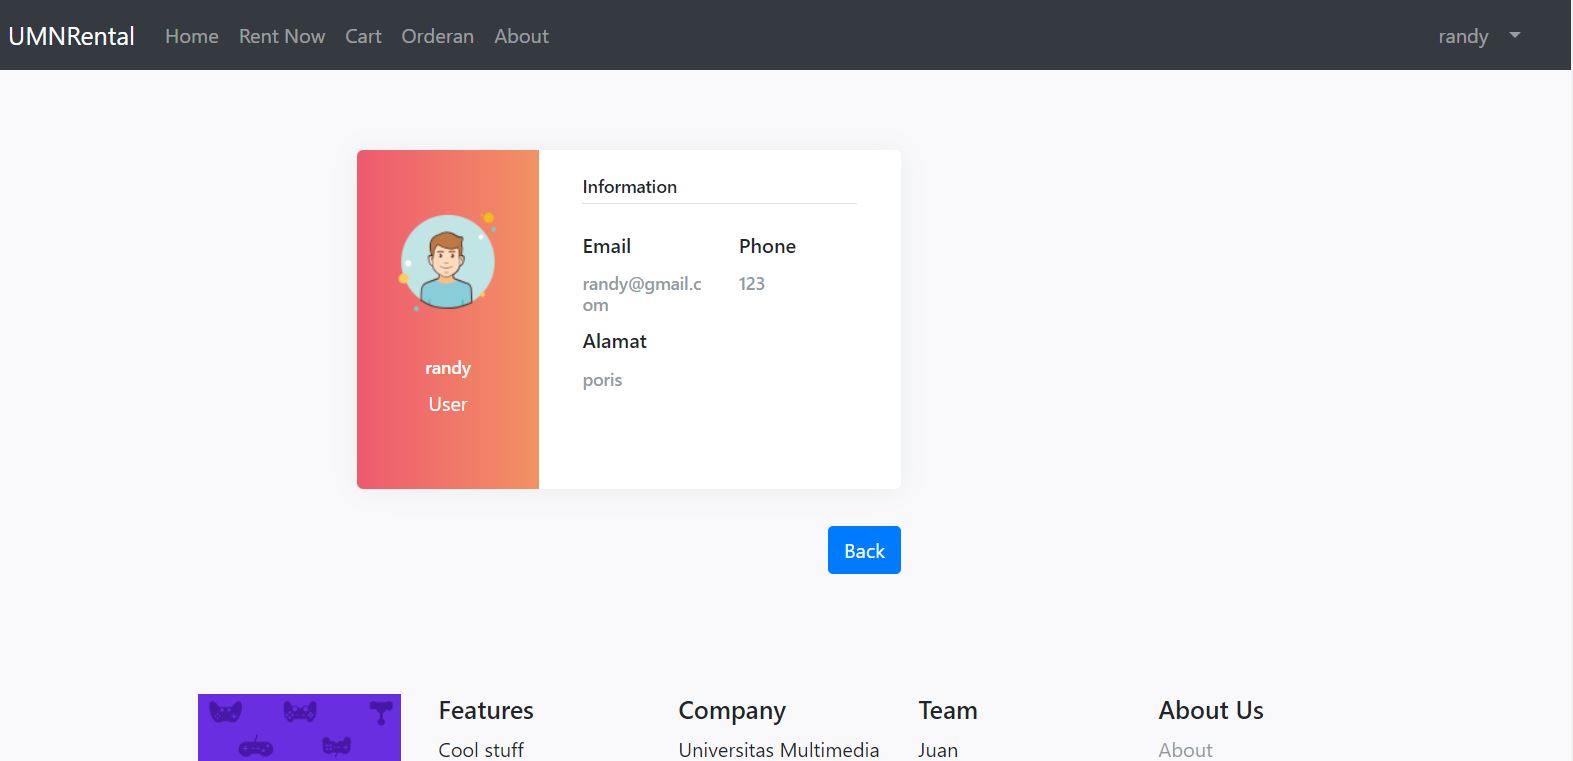 UMNRental Home Rent Now Cart Orderan About randy
Information
Email Phone
randy@gmail.c 123
om
Alamat
poris
randy
User
Back
Features Company Team About Us
Cool stuff Universitas Multimedia Juan About